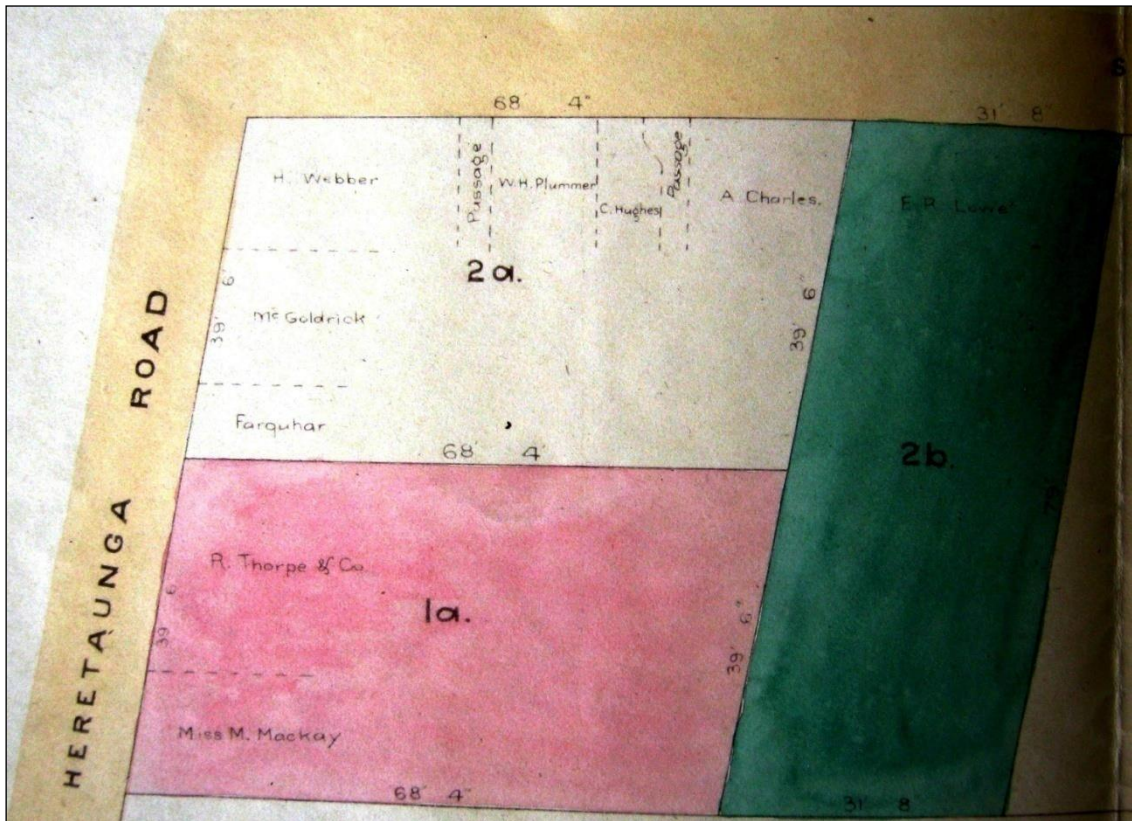 S
68' 4"
31' 8"
H. Webber
Passage
W.H. Plummer
C. Hughes
Passage
A Charles.
2a.
39' 6"
39' 6"
Mc Goldrick
Farquhar
68' 4'
2b.
HERETAUNGA ROAD
R. Thorpe & Co.
1a.
39 6
39' 6"
Miss M. Mackay
68' 4"
31' 8"